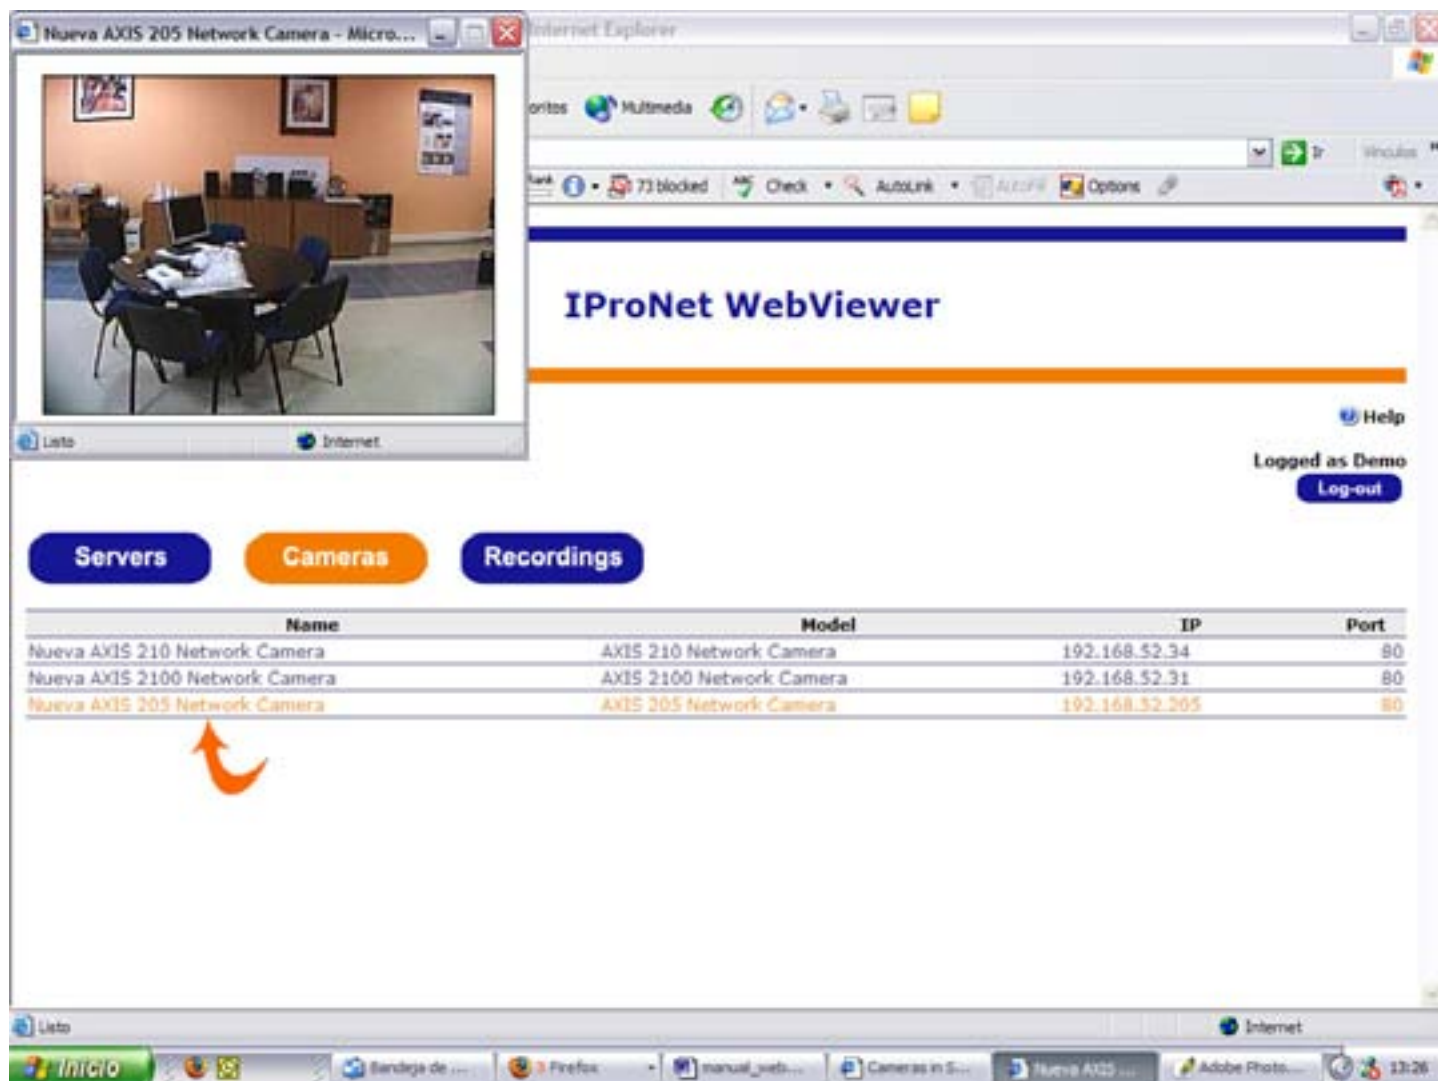 Nueva AXIS 205 Network Camera - Micro...
Internet Explorer
oritos Multimedia
Ir Vínculos
73 blocked Check AutoLink AutoFill Options
IProNet WebViewer
Listo Internet
Help
Logged as Demo
Log-out
Servers Cameras Recordings
Name Model IP Port
Nueva AXIS 210 Network Camera AXIS 210 Network Camera 192.168.52.34 80
Nueva AXIS 2100 Network Camera AXIS 2100 Network Camera 192.168.52.31 80
Nueva AXIS 205 Network Camera AXIS 205 Network Camera 192.168.52.205 80
Listo Internet
Inicio Bandeja de ... 3 Firefox manual_web... Cameras in S... Nueva AXIS ... Adobe Photo... 13:26